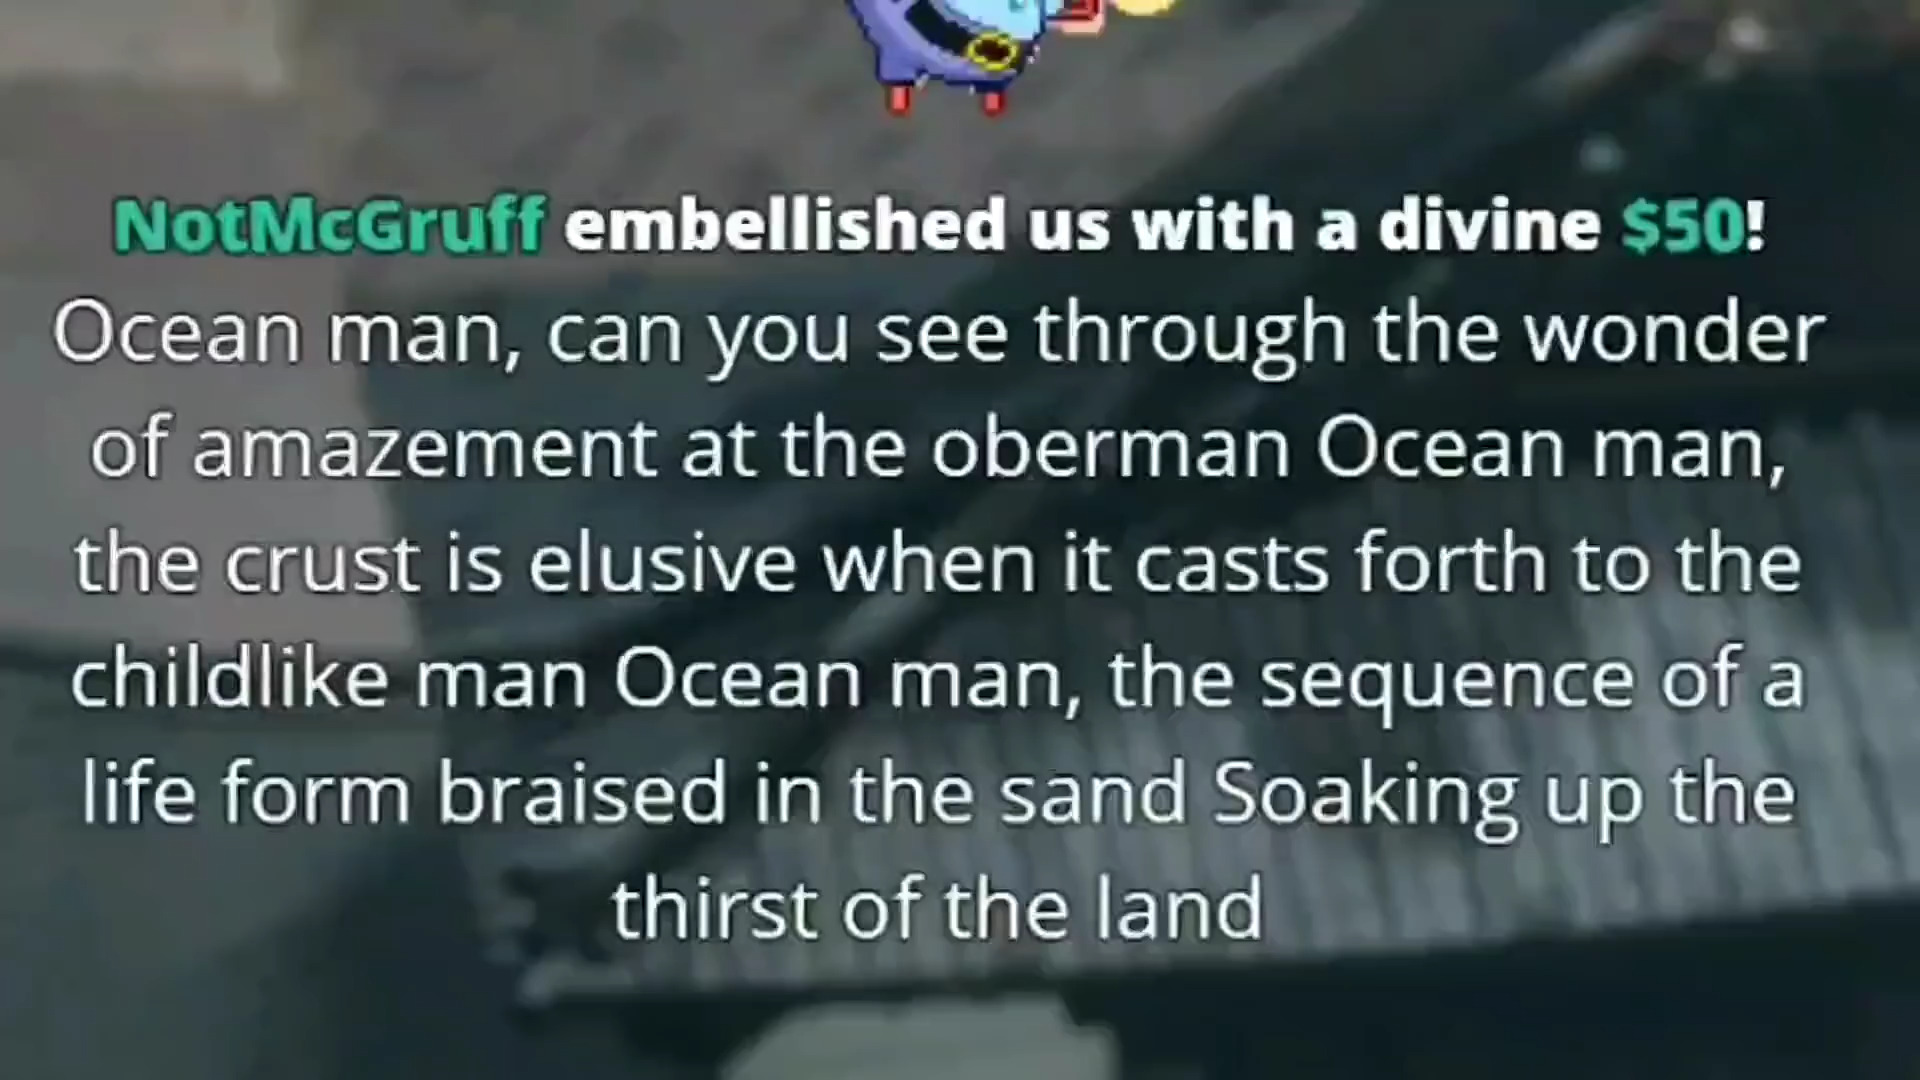 NotMcGruff embellished us with a divine $50!
Ocean man, can you see through the wonder
of amazement at the oberman Ocean man,
the crust is elusive when it casts forth to the
childlike man Ocean man, the sequence of a
life form braised in the sand Soaking up the
thirst of the land